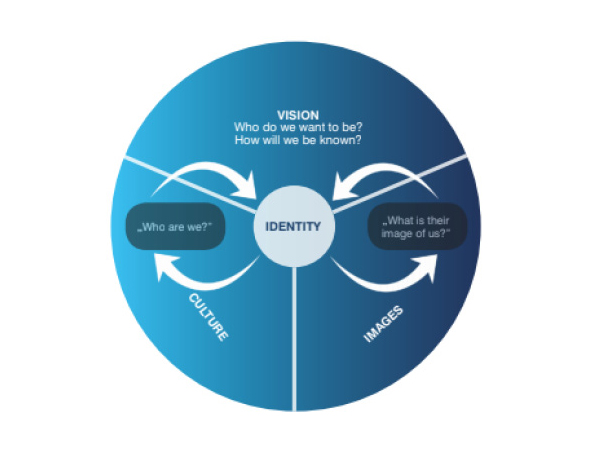 VISION
Who do we want to be?
How will we be known?
„Who are we?”
IDENTITY
„What is their
image of us?”
CULTURE
IMAGES